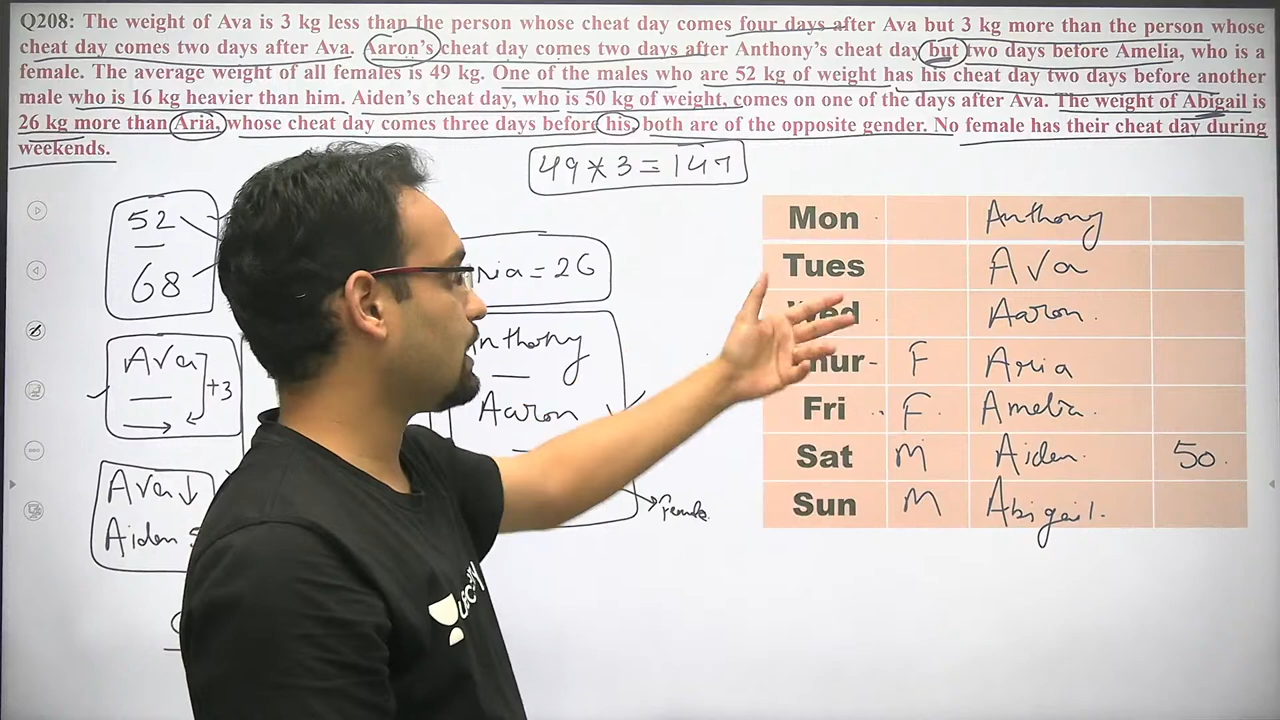 Q208: The weight of Ava is 3 kg less than the person whose cheat day comes four days after Ava but 3 kg more than the person whose
cheat day comes two days after Ava. Aaron's cheat day comes two days after Anthony's cheat day but two days before Amelia, who is a
female. The average weight of all females is 49 kg. One of the males who are 52 kg of weight has his cheat day two days before another
male who is 16 kg heavier than him. Aiden's cheat day, who is 50 kg of weight, comes on one of the days after Ava. The weight of Abigail is
26 kg more than Aria, whose cheat day comes three days before his, both are of the opposite gender. No female has their cheat day during
weekends.
49 * 3 = 147
52
68
Ava
+3
Ava ↓
Aiden
ria = 26
nthony
Aaron
female
Mon Anthony
Tues Ava
Wed Aaron.
hur F Aria
Fri F Amelia.
Sat M Aiden. 50.
Sun M Abigail.